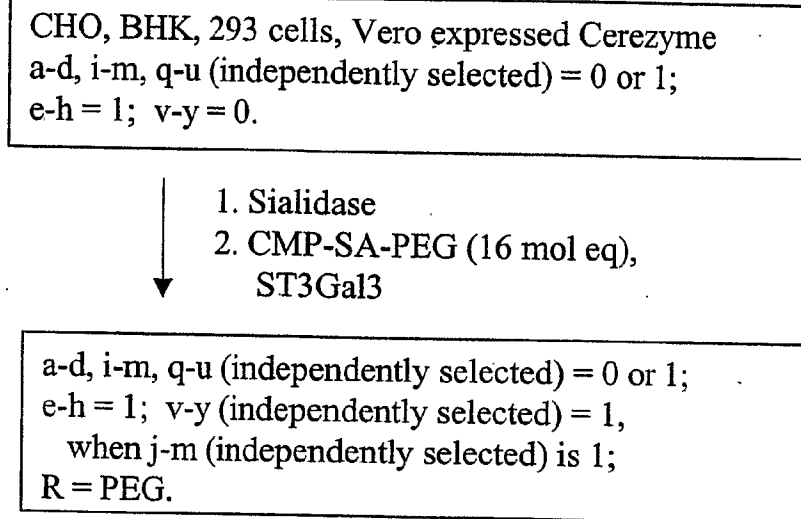 CHO, BHK, 293 cells, Vero expressed Cerezyme
a-d, i-m, q-u (independently selected) = 0 or 1;
e-h = 1; v-y = 0.
1. Sialidase
2. CMP-SA-PEG (16 mol eq),
ST3Gal3
a-d, i-m, q-u (independently selected) = 0 or 1;
e-h = 1; v-y (independently selected) = 1,
when j-m (independently selected) is 1;
R = PEG.